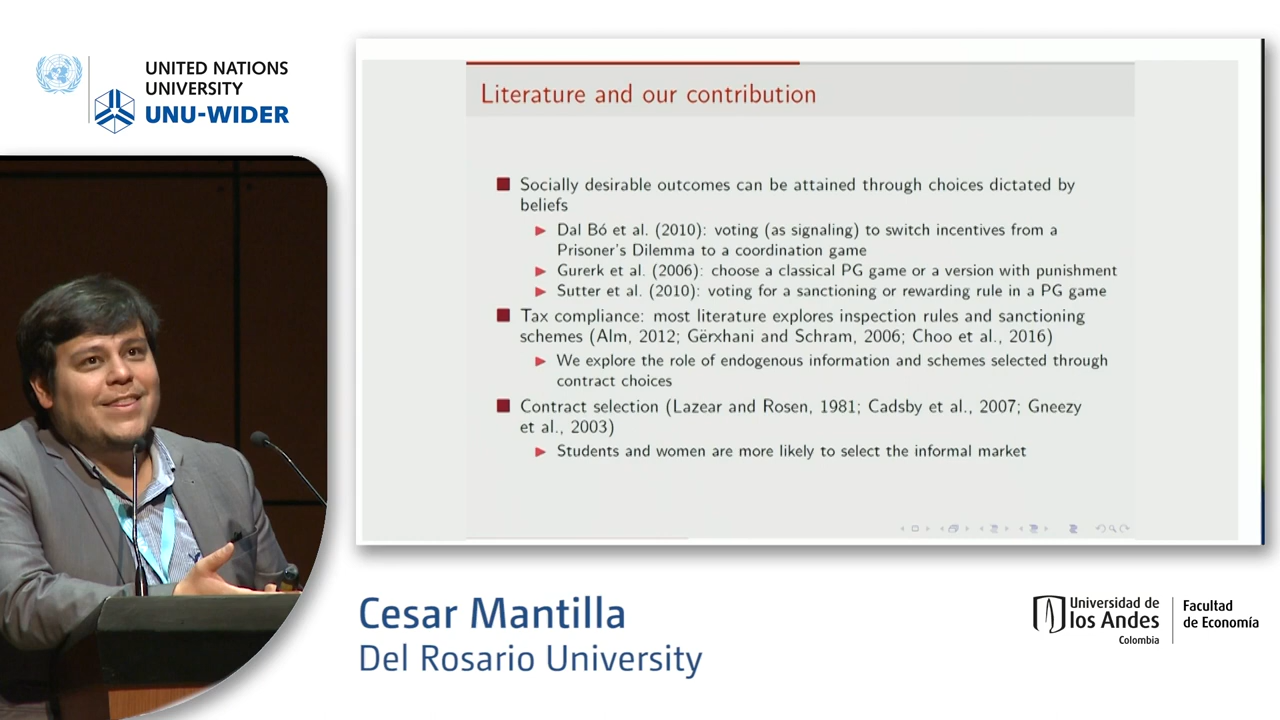 UNITED NATIONS
UNIVERSITY
UNU-WIDER
Literature and our contribution
Socially desirable outcomes can be attained through choices dictated by
beliefs
Dal Bó et al. (2010): voting (as signaling) to switch incentives from a
Prisoner's Dilemma to a coordination game
Gurerk et al. (2006): choose a classical PG game or a version with punishment
Sutter et al. (2010): voting for a sanctioning or rewarding rule in a PG game
Tax compliance: most literature explores inspection rules and sanctioning
schemes (Alm, 2012; Gërxhani and Schram, 2006; Choo et al., 2016)
We explore the role of endogenous information and schemes selected through
contract choices
Contract selection (Lazear and Rosen, 1981; Cadsby et al., 2007; Gneezy
et al., 2003)
Students and women are more likely to select the informal market
Cesar Mantilla
Del Rosario University
Universidad de
los Andes
Colombia
Facultad
de Economía